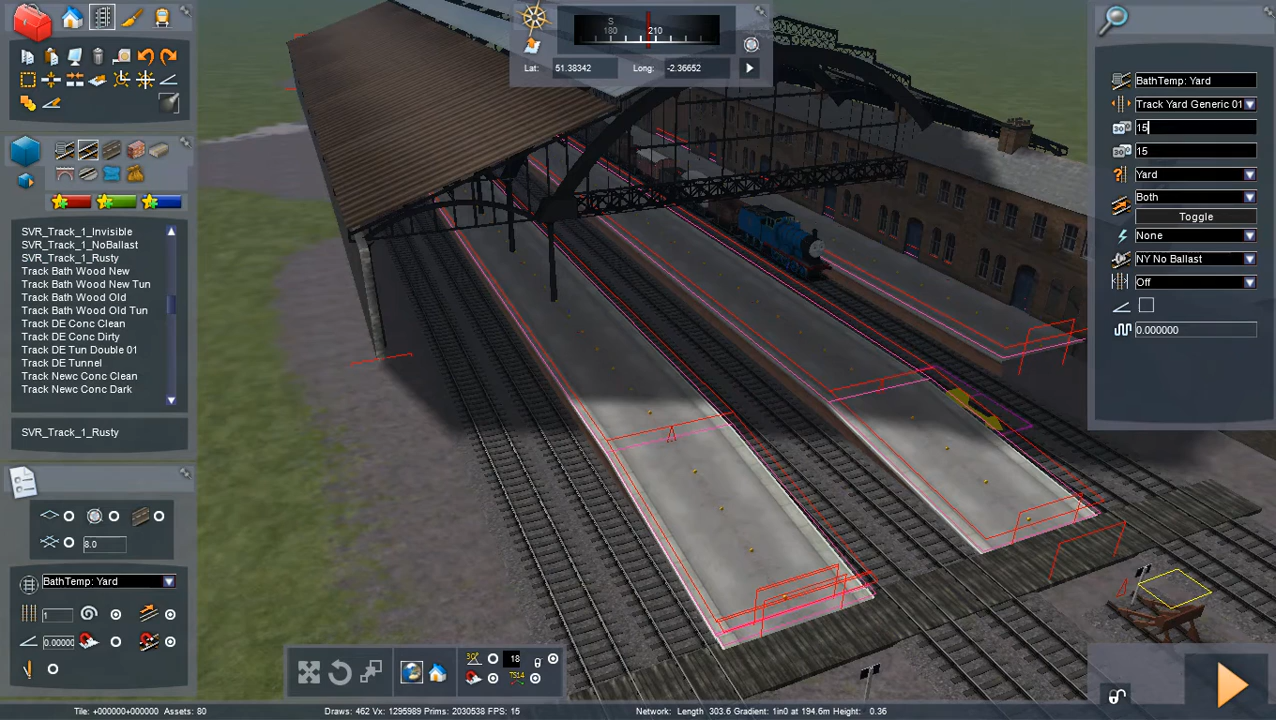 S
180 210
Lat: 51.38342 Long: -2.36652
SVR_Track_1_Invisible
SVR_Track_1_NoBallast
SVR_Track_1_Rusty
Track Bath Wood New
Track Bath Wood New Tun
Track Bath Wood Old
Track Bath Wood Old Tun
Track DE Conc Clean
Track DE Conc Dirty
Track DE Tun Double 01
Track DE Tunnel
Track Newc Conc Clean
Track Newc Conc Dark
SVR_Track_1_Rusty
8.0
BathTemp: Yard
1
0.00000
30°
18
TS14
BathTemp: Yard
Track Yard Generic 01
30 15
30 15
Yard
Both
Toggle
None
NY No Ballast
Off
0.000000
Tile: +000000+000000 Assets: 80 Draws: 462 Vx: 1295989 Prims: 2030538 FPS: 15 Network: Length 303.6 Gradient: 1in0 at 194.6m Height: 0.36